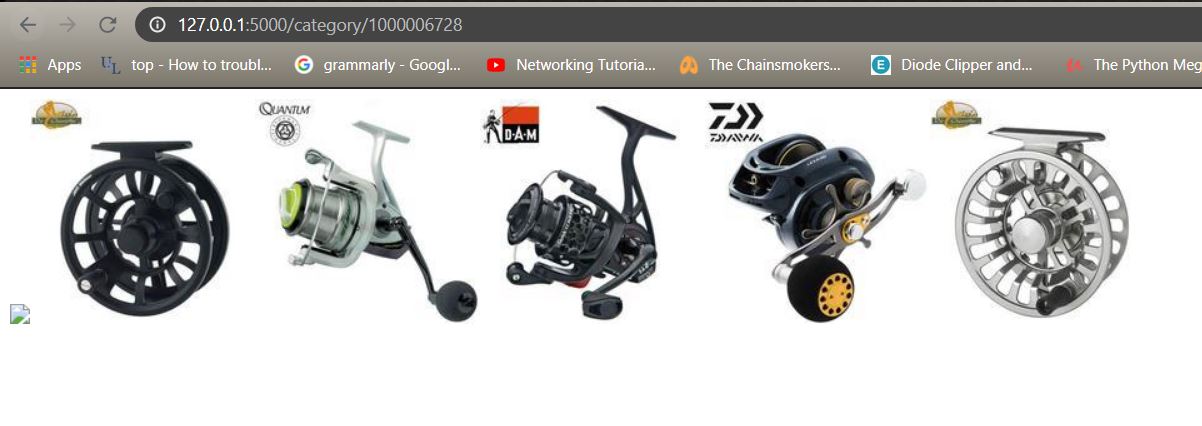 127.0.0.1:5000/category/1000006728
Apps
UL
top - How to troubl...
grammarly - Googl...
Networking Tutoria...
The Chainsmokers...
E
Diode Clipper and...
The Python Meg
QUANTUM
D·A·M
DAIWA